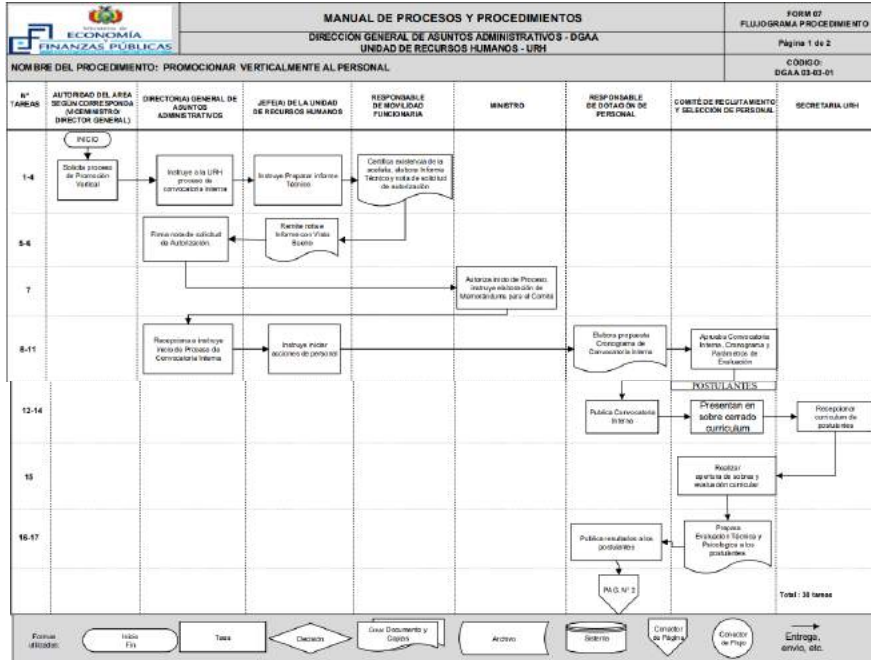 Ministerio de
ECONOMÍA
Y FINANZAS PÚBLICAS
MANUAL DE PROCESOS Y PROCEDIMIENTOS
DIRECCIÓN GENERAL DE ASUNTOS ADMINISTRATIVOS - DGAA
UNIDAD DE RECURSOS HUMANOS - URH
FORM 07
FLUJOGRAMA PROCEDIMIENTO
Página 1 de 2
NOMBRE DEL PROCEDIMIENTO: PROMOCIONAR VERTICALMENTE AL PERSONAL
CÓDIGO:
DGAA 03-03-01
N°
TAREAS
AUTORIDAD DEL AREA
SEGÚN CORRESPONDA
(VICEMINISTRO/
DIRECTOR GENERAL)
DIRECTOR(A) GENERAL DE
ASUNTOS
ADMINISTRATIVOS
JEFE(A) DE LA UNIDAD
DE RECURSOS HUMANOS
RESPONSABLE
DE MOVILIDAD
FUNCIONARIA
MINISTRO
RESPONSABLE
DE DOTACIÓN DE
PERSONAL
COMITÉ DE RECLUTAMIENTO
Y SELECCIÓN DE PERSONAL
SECRETARIA URH
INICIO
1-4
Solicita proceso
de Promoción
Vertical
Instruye a la URH
proceso de
convocatoria Interna
Instruye Preparar informe
Técnico
Certifica existencia de la
acefalía, elabora Informe
Técnico y nota de solicitud
de autorización
5-6
Firma nota de solicitud
de Autorización.
Remite nota e
Informe con Visto
Bueno
7
Autoriza inicio de Proceso,
instruye elaboración de
Memorándums para el Comité
8-11
Recepciona e instruye
inicio de Proceso de
Convocatoria Interna
Instruye iniciar
acciones de personal
Elabora propuesta
Cronograma de
Convocatoria Interna
Aprueba Convocatoria
Interna, Cronograma y
Parámetros de
Evaluación
POSTULANTES
12-14
Publica Convocatoria
Interna
Presentan en
sobre cerrado
curriculum
Recepcionar
curriculum de
postulantes
15
Realizar
apertura de sobres y
evaluación curricular
16-17
Publica resultados a los
postulantes
Prepara
Evaluación Técnica y
Psicológica a los
postulantes
PAG. N° 2
Total : 38 tareas
Formas
utilizadas:
Inicio
Fin
Tarea
Decisión
Crear Documento y
Copias
Archivo
Sistema
Conector
de Página
Conector
de Flujo
Entrega,
envío, etc.